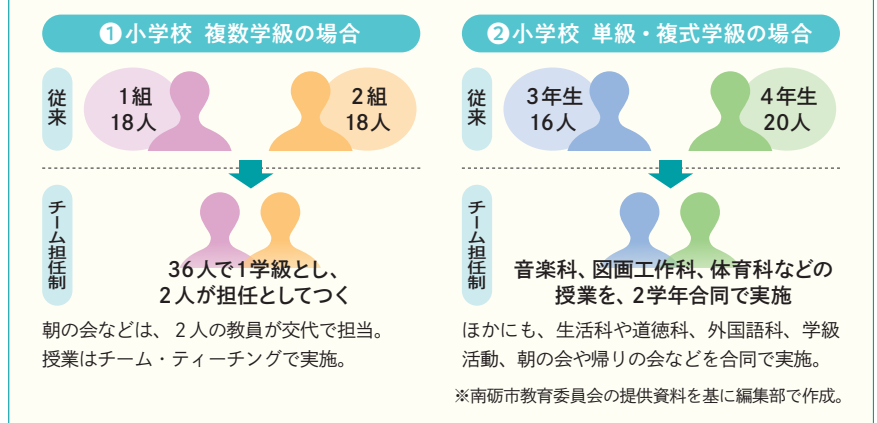 ❶小学校 複数学級の場合
従来
1組
18人
2組
18人
チーム担任制
36人で1学級とし、
2人が担任としてつく
朝の会などは、2人の教員が交代で担当。
授業はチーム・ティーチングで実施。
❷小学校 単級・複式学級の場合
従来
3年生
16人
4年生
20人
チーム担任制
音楽科、図画工作科、体育科などの
授業を、2学年合同で実施
ほかにも、生活科や道徳科、外国語科、学級
活動、朝の会や帰りの会などを合同で実施。
※南砺市教育委員会の提供資料を基に編集部で作成。